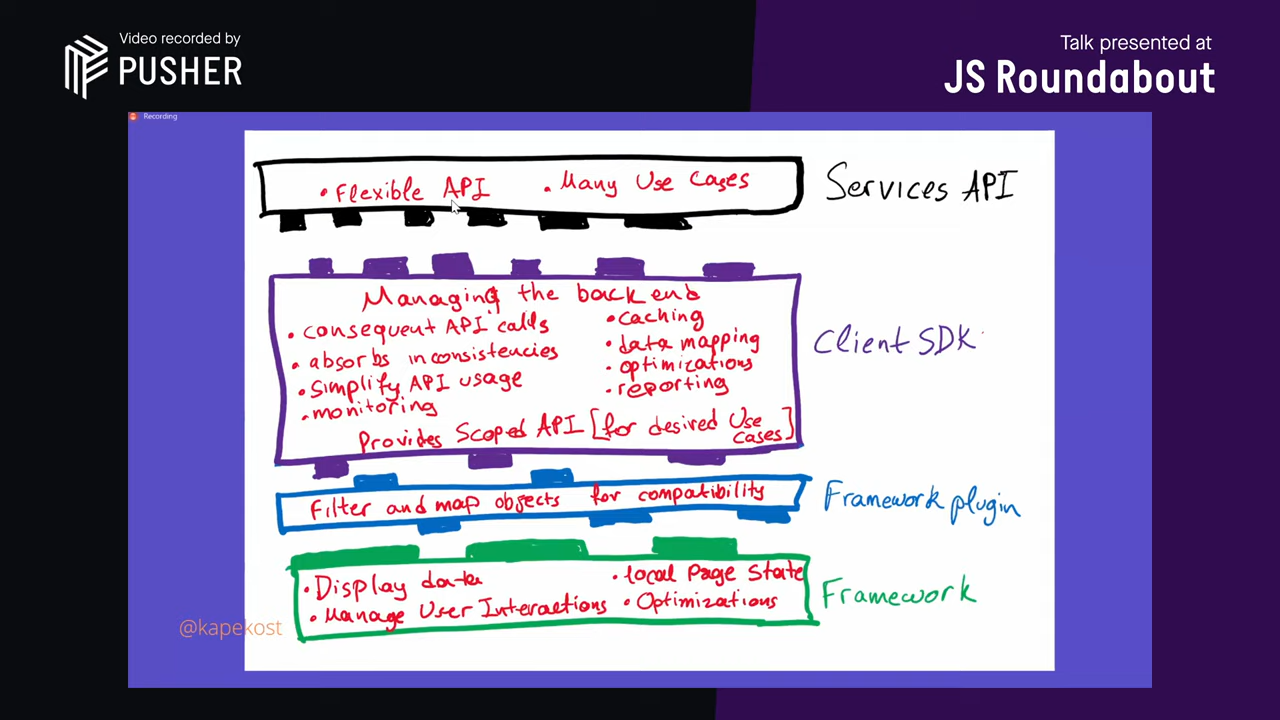 Video recorded by
PUSHER
Talk presented at
JS Roundabout
Recording
• Flexible API
• Many Use Cases
Services API
Managing the back end
• consequent API calls
• absorbs inconsistencies
• Simplify API usage
• monitoring
• caching
• data mapping
• optimizations
• reporting
Provides Scoped API [for desired Use
cases]
Client SDK
Filter and map objects for compatibility
Framework plugin
• Display data
• Manage User Interactions
• local Page State
• Optimizations
Framework
@kapekost